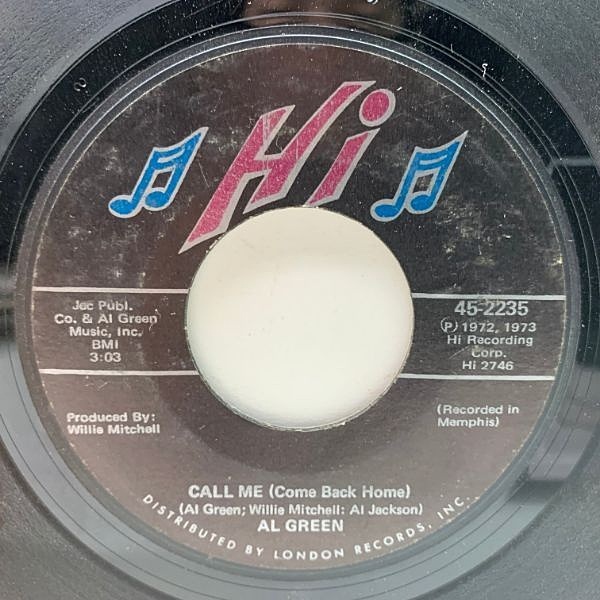 Hi
Jec Publ.
Co. & Al Green
Music, Inc.
BMI
3:03
45-2235
Ⓟ 1972, 1973
Hi Recording
Corp.
Hi 2746
Produced By:
Willie Mitchell
(Recorded in
Memphis)
CALL ME (Come Back Home)
(Al Green; Willie Mitchell: Al Jackson)
AL GREEN
DISTRIBUTED BY LONDON RECORDS, INC.